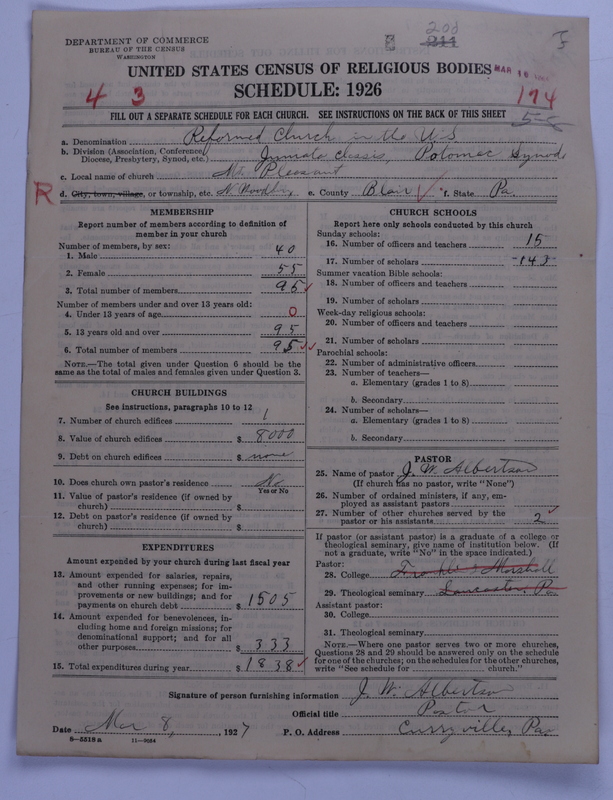 DEPARTMENT OF COMMERCE
BUREAU OF THE CENSUS
WASHINGTON
UNITED STATES CENSUS OF RELIGIOUS BODIES
MAR 16
SCHEDULE: 1926
4 3
174
FILL OUT A SEPARATE SCHEDULE FOR EACH CHURCH. SEE INSTRUCTIONS ON THE BACK OF THIS SHEET
a. Denomination Reformed Church in the U S
b. Division (Association, Conference, Diocese, Presbytery, Synod, etc.) Juniata classis, Potomac Synod
c. Local name of church Mt. Pleasant
R d. City, town, village, or township, etc. N. Woodbury e. County Blair f. State Pa.
MEMBERSHIP
Report number of members according to definition of
member in your church
Number of members, by sex:
1. Male 40
2. Female 55
3. Total number of members 95
Number of members under and over 13 years old:
4. Under 13 years of age 0
5. 13 years old and over 95
6. Total number of members 95
NOTE.—The total given under Question 6 should be
same as the total of males and females given under Question 3.
CHURCH BUILDINGS
See instructions, paragraphs 10 to 12
7. Number of church edifices 1
8. Value of church edifices $ 8000
9. Debt on church edifices $ none
10. Does church own pastor's residence? No
Yes or No
11. Value of pastor's residence (if owned by
church) $
12. Debt on pastor's residence (if owned by
church) $
EXPENDITURES
Amount expended by your church during last fiscal year
13. Amount expended for salaries, repairs,
and other running expenses; for im-
provements or new buildings; and for
payments on church debt $ 1505
14. Amount expended for benevolences, in-
cluding home and foreign missions; for
denominational support; and for all
other purposes $ 333
15. Total expenditures during year $ 1838
CHURCH SCHOOLS
Report here only schools conducted by this church
Sunday schools:
16. Number of officers and teachers 15
17. Number of scholars 143
Summer vacation Bible schools:
18. Number of officers and teachers
19. Number of scholars
Week-day religious schools:
20. Number of officers and teachers
21. Number of scholars
Parochial schools:
22. Number of administrative officers
23. Number of teachers—
a. Elementary (grades 1 to 8)
b. Secondary
24. Number of scholars—
a. Elementary (grades 1 to 8)
b. Secondary
PASTOR
25. Name of pastor J. W. Albertson
(If church has no pastor, write "None")
26. Number of ordained ministers, if any, em-
ployed as assistant pastors
27. Number of other churches served by the
pastor or his assistants 2
If pastor (or assistant pastor) is a graduate of a college or
theological seminary, give name of institution below. (If
not a graduate, write "No" in the space indicated.)
Pastor:
28. College Franklin & Marshall
29. Theological seminary Lancaster, Pa
Assistant pastor:
30. College
31. Theological seminary
NOTE.—Where one pastor serves two or more churches,
Questions 28 and 29 should be answered only on the schedule
for one of the churches; on the schedules for the other churches,
write "See schedule for church."
Signature of person furnishing information J. W. Albertson
Official title Pastor
Date Mar 8, 1927 P. O. Address Curryville, Pa.
8—5518 a 11—9034